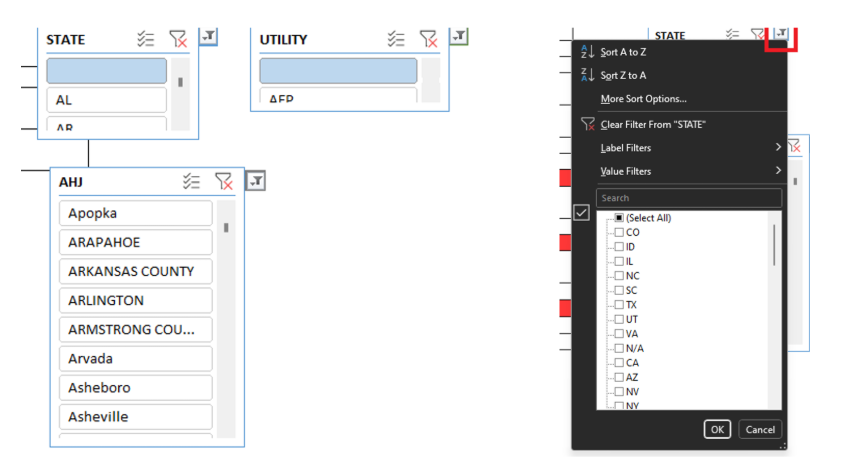 STATE
AL
AR
UTILITY
AEP
AHJ
Apopka
ARAPAHOE
ARKANSAS COUNTY
ARLINGTON
ARMSTRONG COU...
Arvada
Asheboro
Asheville
STATE
Sort A to Z
Sort Z to A
More Sort Options...
Clear Filter From "STATE"
Label Filters
Value Filters
Search
(Select All)
CO
ID
IL
NC
SC
TX
UT
VA
N/A
CA
AZ
NV
NY
OK
Cancel